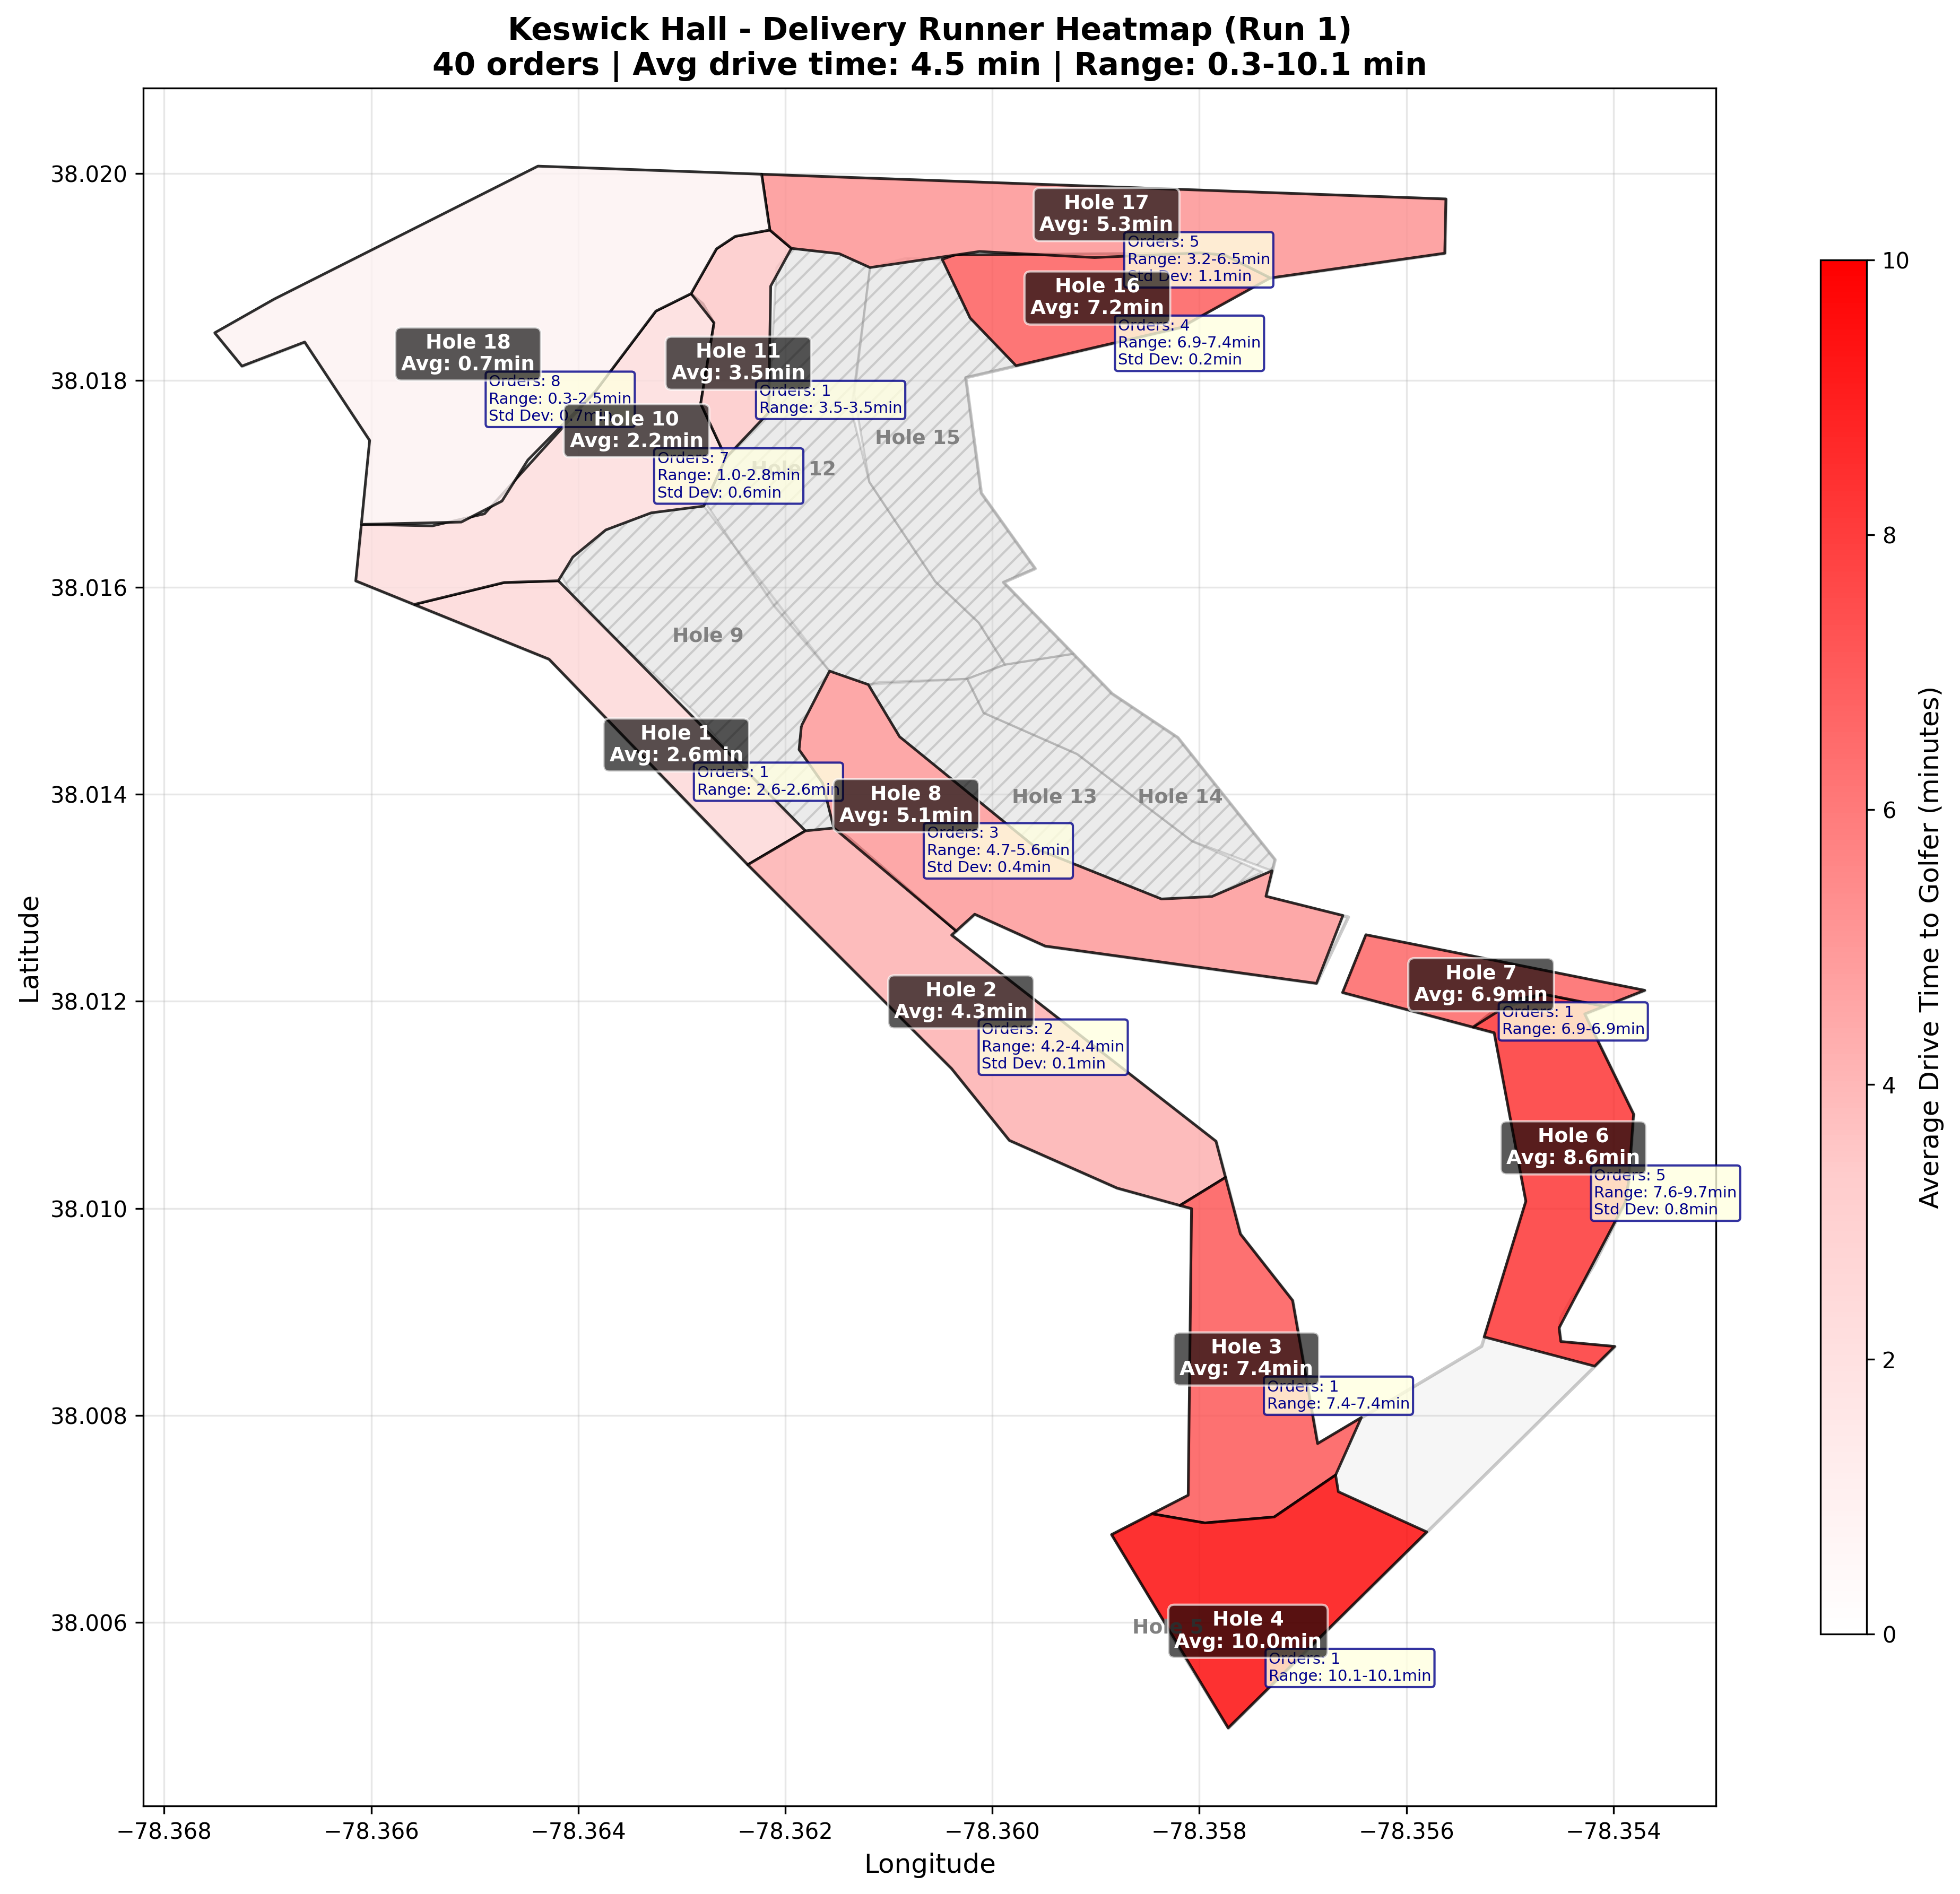 Keswick Hall - Delivery Runner Heatmap (Run 1)
40 orders | Avg drive time: 4.5 min | Range: 0.3-10.1 min
Latitude
38.020
38.018
38.016
38.014
38.012
38.010
38.008
38.006
Hole 17
Avg: 5.3min
Orders: 5
Range: 3.2-6.5min
Std Dev: 1.1min
Hole 16
Avg: 7.2min
Orders: 4
Range: 6.9-7.4min
Std Dev: 0.2min
Hole 18
Avg: 0.7min
Orders: 8
Range: 0.3-2.5min
Std Dev: 0.7min
Hole 11
Avg: 3.5min
Orders: 1
Range: 3.5-3.5min
Hole 10
Avg: 2.2min
Orders: 7
Range: 1.0-2.8min
Std Dev: 0.6min
Hole 15
Hole 12
Hole 9
Hole 1
Avg: 2.6min
Orders: 1
Range: 2.6-2.6min
Hole 8
Avg: 5.1min
Orders: 3
Range: 4.7-5.6min
Std Dev: 0.4min
Hole 13
Hole 14
Hole 2
Avg: 4.3min
Orders: 2
Range: 4.2-4.4min
Std Dev: 0.1min
Hole 7
Avg: 6.9min
Orders: 1
Range: 6.9-6.9min
Hole 6
Avg: 8.6min
Orders: 5
Range: 7.6-9.7min
Std Dev: 0.8min
Hole 3
Avg: 7.4min
Orders: 1
Range: 7.4-7.4min
Hole 5
Hole 4
Avg: 10.0min
Orders: 1
Range: 10.1-10.1min
−78.368
−78.366
−78.364
−78.362
−78.360
−78.358
−78.356
−78.354
Longitude
10
8
6
4
2
0
Average Drive Time to Golfer (minutes)